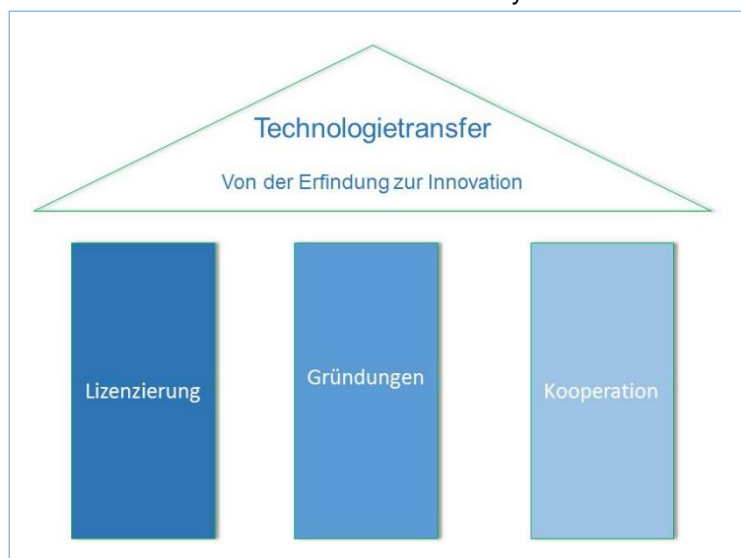 Technologietransfer
Von der Erfindung zur Innovation
Lizenzierung
Gründungen
Kooperation